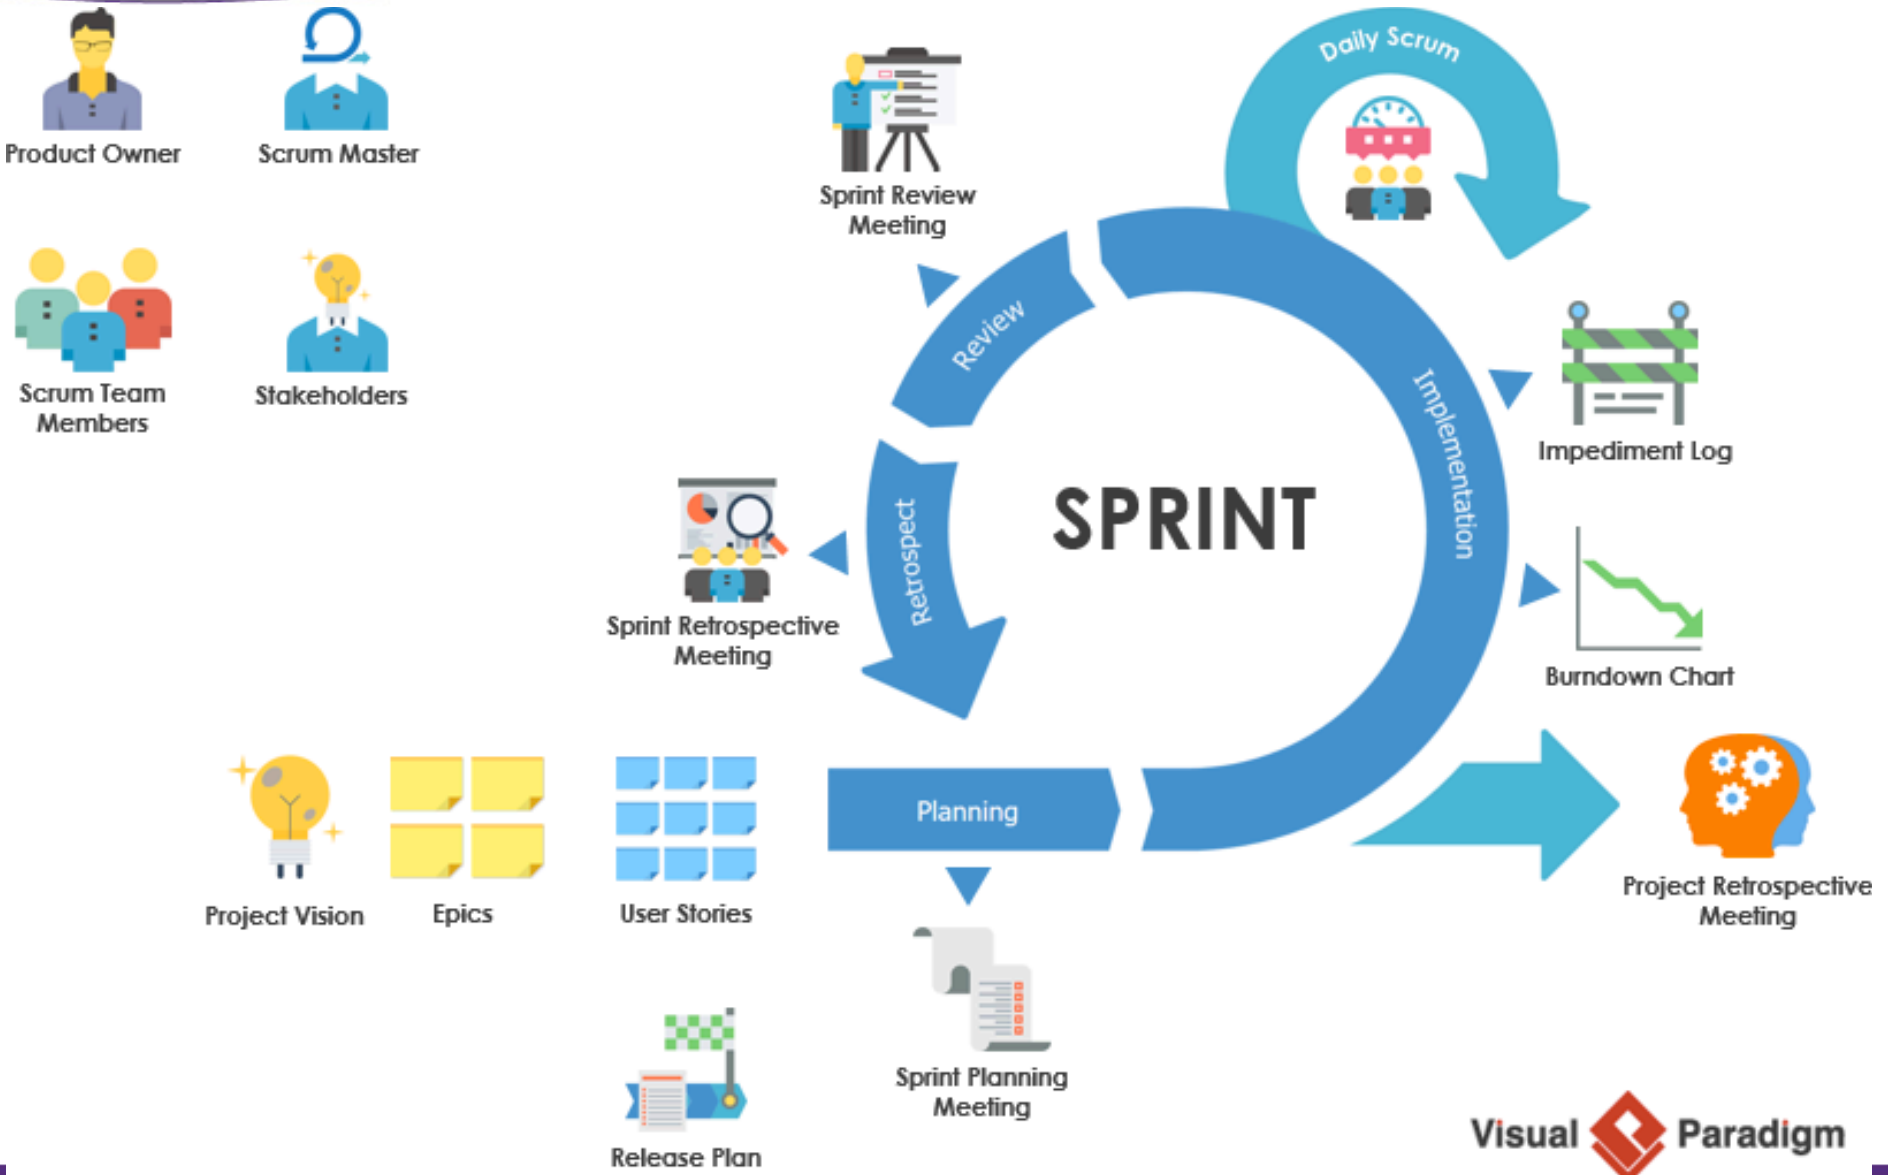 Product Owner
Scrum Master
Scrum Team
Members
Stakeholders
Daily Scrum
Sprint Review
Meeting
Review
Implementation
Impediment Log
SPRINT
Retrospect
Sprint Retrospective
Meeting
Burndown Chart
Planning
Project Vision
Epics
User Stories
Project Retrospective
Meeting
Sprint Planning
Meeting
Release Plan
Visual Paradigm